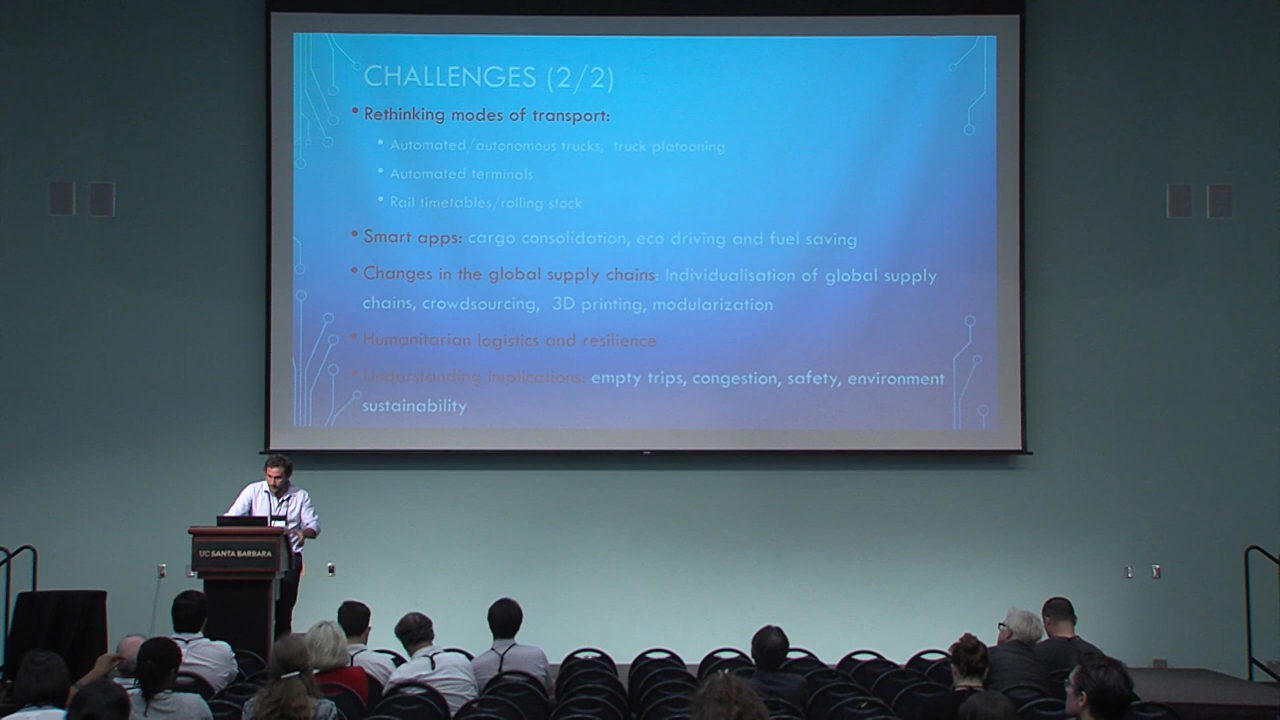 CHALLENGES (2/2)
• Rethinking modes of transport:
• Automated/autonomous trucks, truck platooning
• Automated terminals
• Rail timetables/rolling stock
• Smart apps: cargo consolidation, eco driving and fuel saving
• Changes in the global supply chains: Individualisation of global supply
chains, crowdsourcing, 3D printing, modularization
• Humanitarian logistics and resilience
• Understanding implications: empty trips, congestion, safety, environment
sustainability
UC SANTA BARBARA